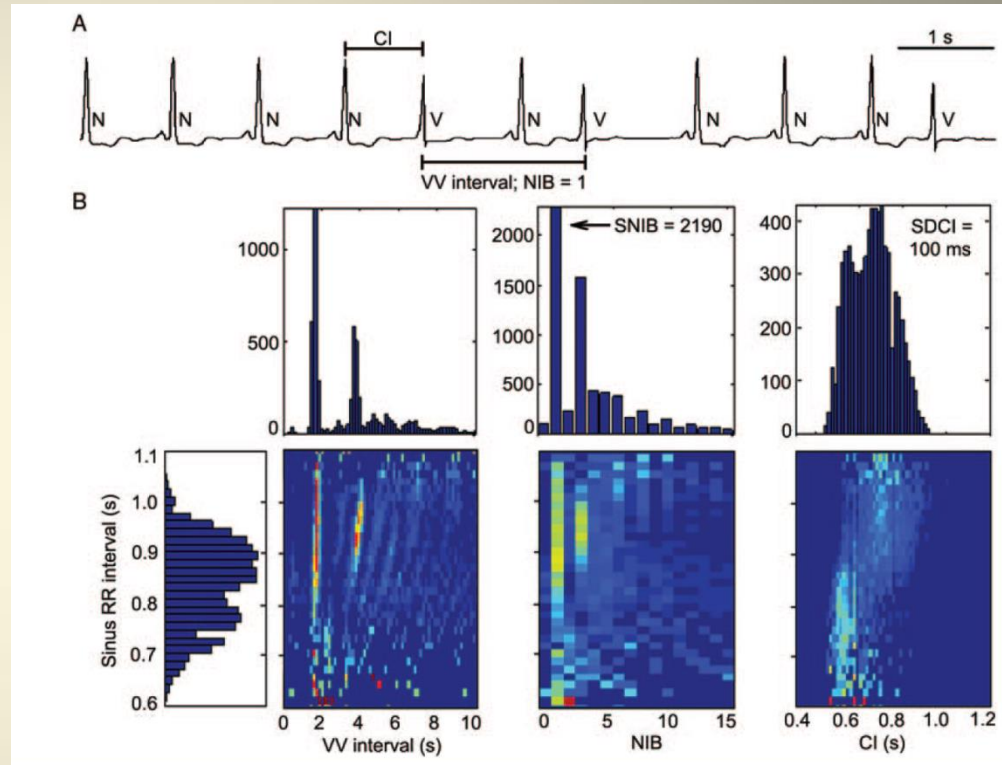 A
CI
1 s
N N N N V N V N N N V
VV interval; NIB = 1
B
1000
500
0
2000
1500
1000
500
0
SNIB = 2190
400
300
200
100
0
SDCI =
100 ms
Sinus RR interval (s)
1.1
1.0
0.9
0.8
0.7
0.6
0 2 4 6 8 10
VV interval (s)
0 5 10 15
NIB
0.4 0.6 0.8 1.0 1.2
CI (s)